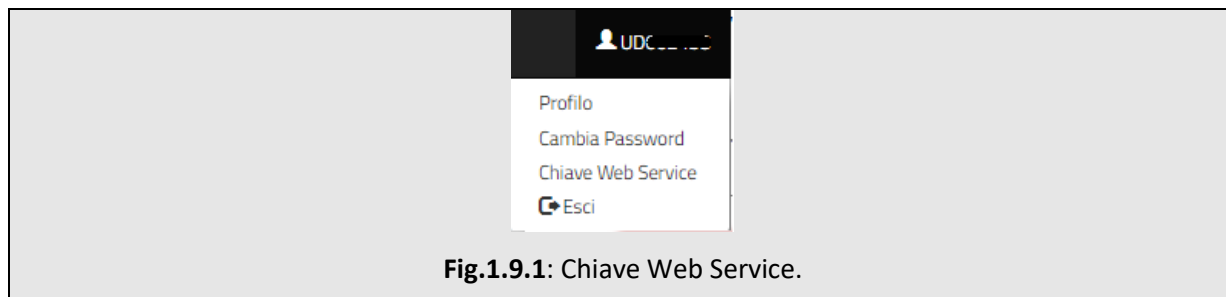 Profilo
Cambia Password
Chiave Web Service
Esci
Fig.1.9.1: Chiave Web Service.